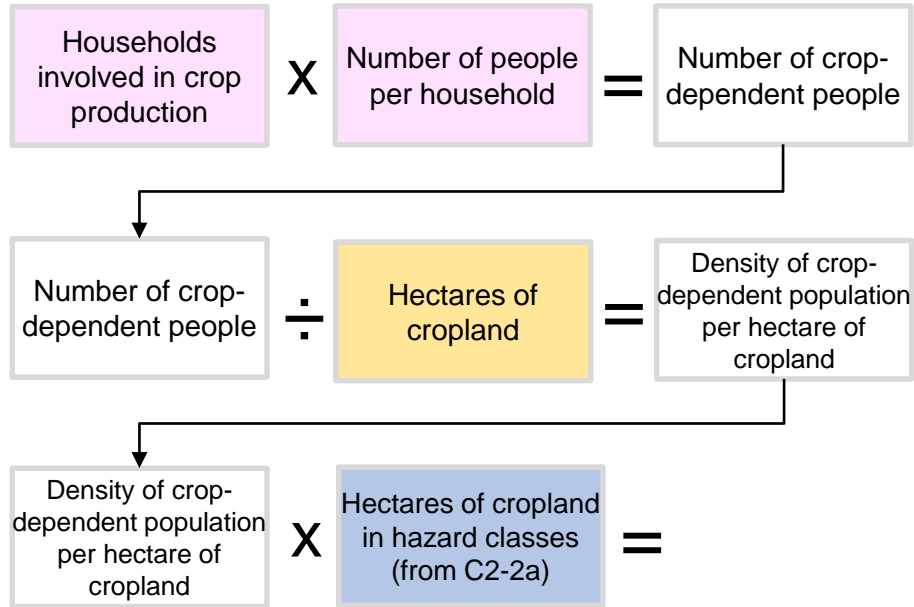 Households
involved in crop
production
x
Number of people
per household
=
Number of crop-
dependent people
Number of crop-
dependent people
÷
Hectares of
cropland
=
Density of crop-
dependent population
per hectare of
cropland
Density of crop-
dependent population
per hectare of
cropland
x
Hectares of cropland
in hazard classes
(from C2-2a)
=